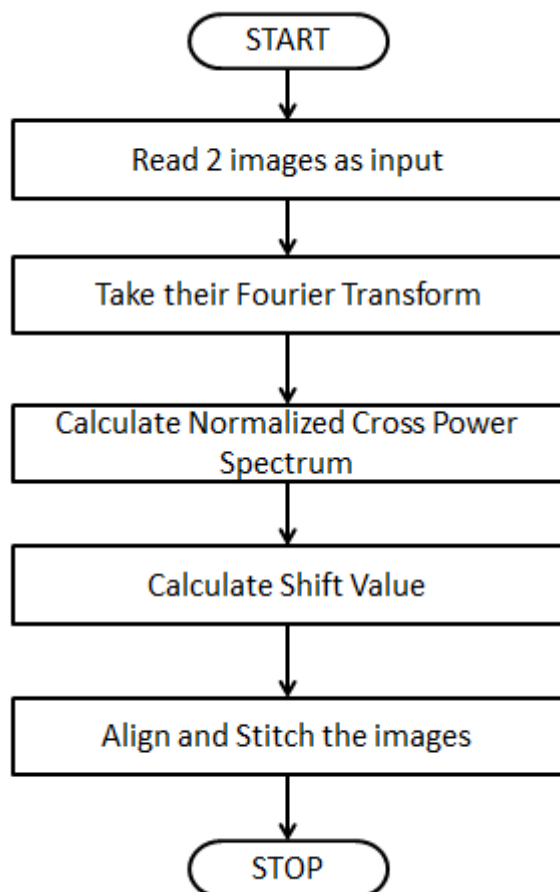 START
Read 2 images as input
Take their Fourier Transform
Calculate Normalized Cross Power
Spectrum
Calculate Shift Value
Align and Stitch the images
STOP